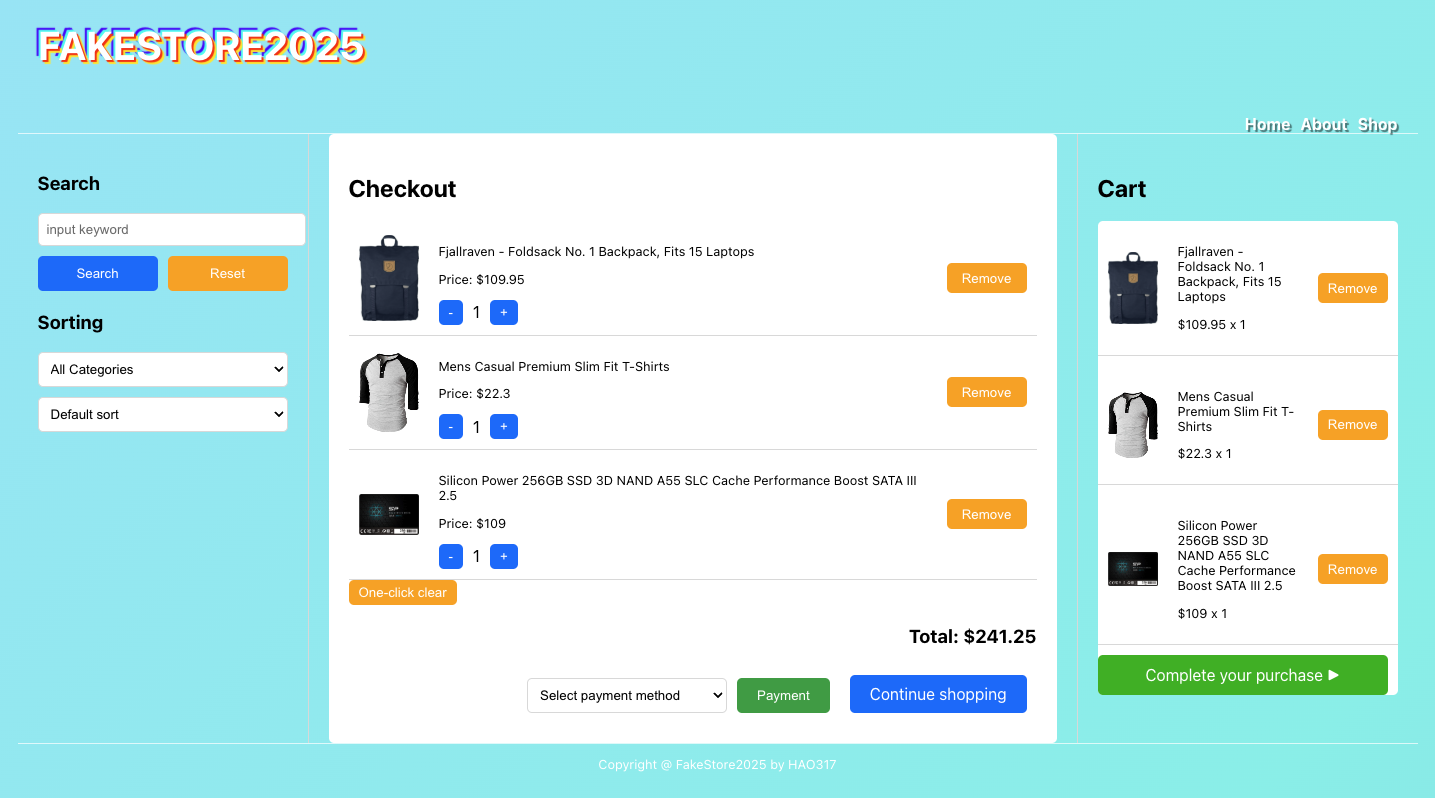 FAKESTORE2025
Home About Shop
Search
input keyword
Search Reset
Sorting
All Categories
Default sort
Checkout
Fjallraven - Foldsack No. 1 Backpack, Fits 15 Laptops
Price: $109.95
- 1 +
Remove
Mens Casual Premium Slim Fit T-Shirts
Price: $22.3
- 1 +
Remove
Silicon Power 256GB SSD 3D NAND A55 SLC Cache Performance Boost SATA III
2.5
Price: $109
- 1 +
Remove
One-click clear
Total: $241.25
Select payment method Payment Continue shopping
Cart
Fjallraven -
Foldsack No. 1
Backpack, Fits 15
Laptops
$109.95 x 1
Remove
Mens Casual
Premium Slim Fit T-
Shirts
$22.3 x 1
Remove
Silicon Power
256GB SSD 3D
NAND A55 SLC
Cache Performance
Boost SATA III 2.5
$109 x 1
Remove
Complete your purchase ▶
Copyright @ FakeStore2025 by HAO317